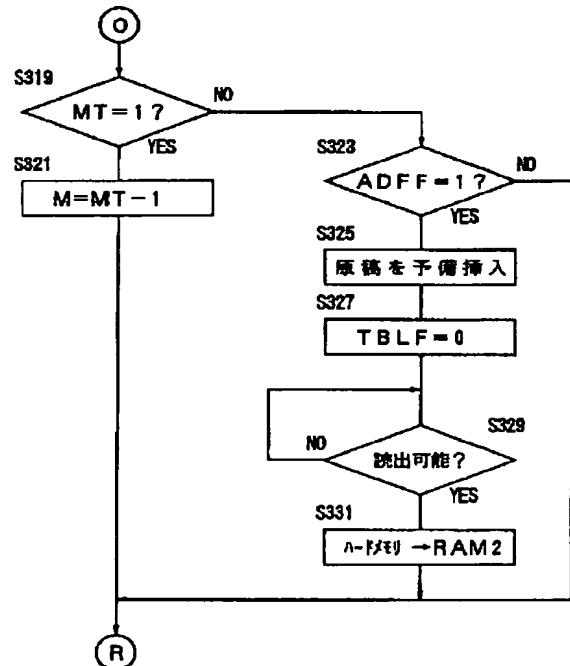 O
S319
MT=1?
NO
YES
S321
M=MT-1
S323
ADFF=1?
NO
YES
S325
原稿を予備挿入
S327
TBLF=0
S329
読出可能?
NO
YES
S331
ハードメモリ→RAM2
R